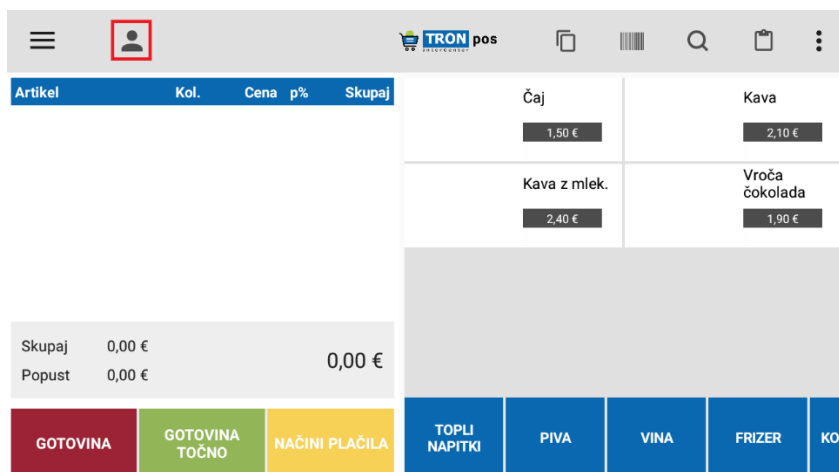 TRON pos
Artikel Kol. Cena p% Skupaj
Čaj
1,50 €
Kava
2,10 €
Kava z mlek.
2,40 €
Vroča
čokolada
1,90 €
Skupaj 0,00 €
Popust 0,00 €
0,00 €
GOTOVINA
GOTOVINA
TOČNO
NAČINI PLAČILA
TOPLI
NAPITKI
PIVA
VINA
FRIZER
KO